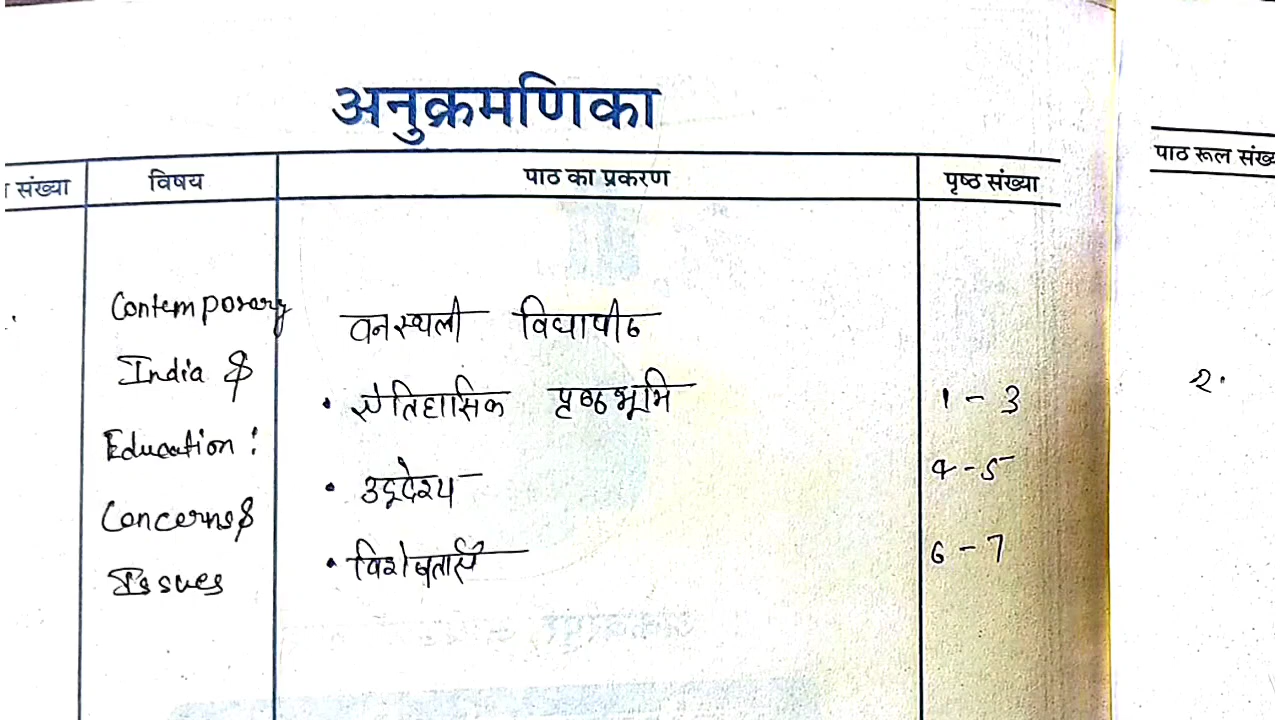 अनुक्रमणिका
संख्या विषय पाठ का प्रकरण पृष्ठ संख्या
पाठ रूल संख्य
Contemporary वनस्थली विद्यापीठ
India &
• ऐतिहासिक पृष्ठभूमि 1 - 3
२.
Education :
• उद्देश्य 4 - 5
Concerns &
• विशेषताएँ 6 - 7
Issues